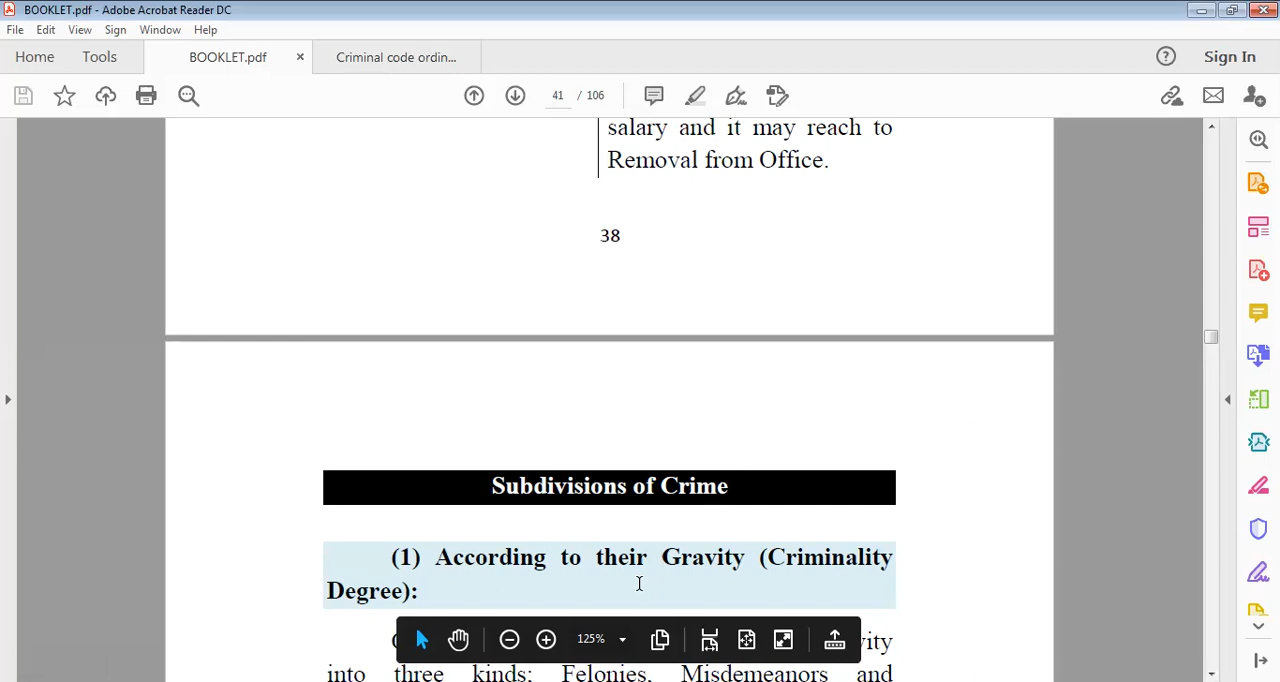 BOOKLET.pdf - Adobe Acrobat Reader DC
File Edit View Sign Window Help
Home Tools BOOKLET.pdf × Criminal code ordin... Sign In
41 / 106
salary and it may reach to
Removal from Office.
38
Subdivisions of Crime
(1) According to their Gravity (Criminality
Degree):
125%
into three kinds: Felonies, Misdemeanors and